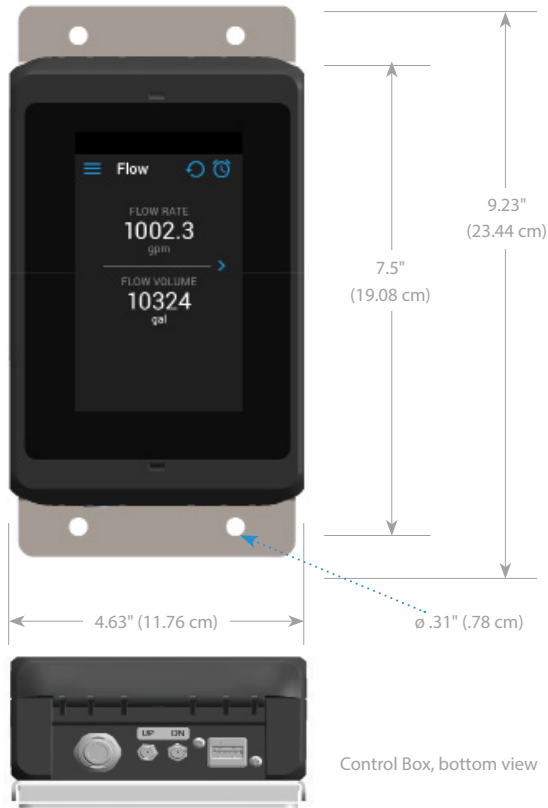 Flow
FLOW RATE
1002.3
gpm
FLOW VOLUME
10324
gal
9.23"
(23.44 cm)
7.5"
(19.08 cm)
4.63" (11.76 cm)
ø .31" (.78 cm)
UP DN
Control Box, bottom view